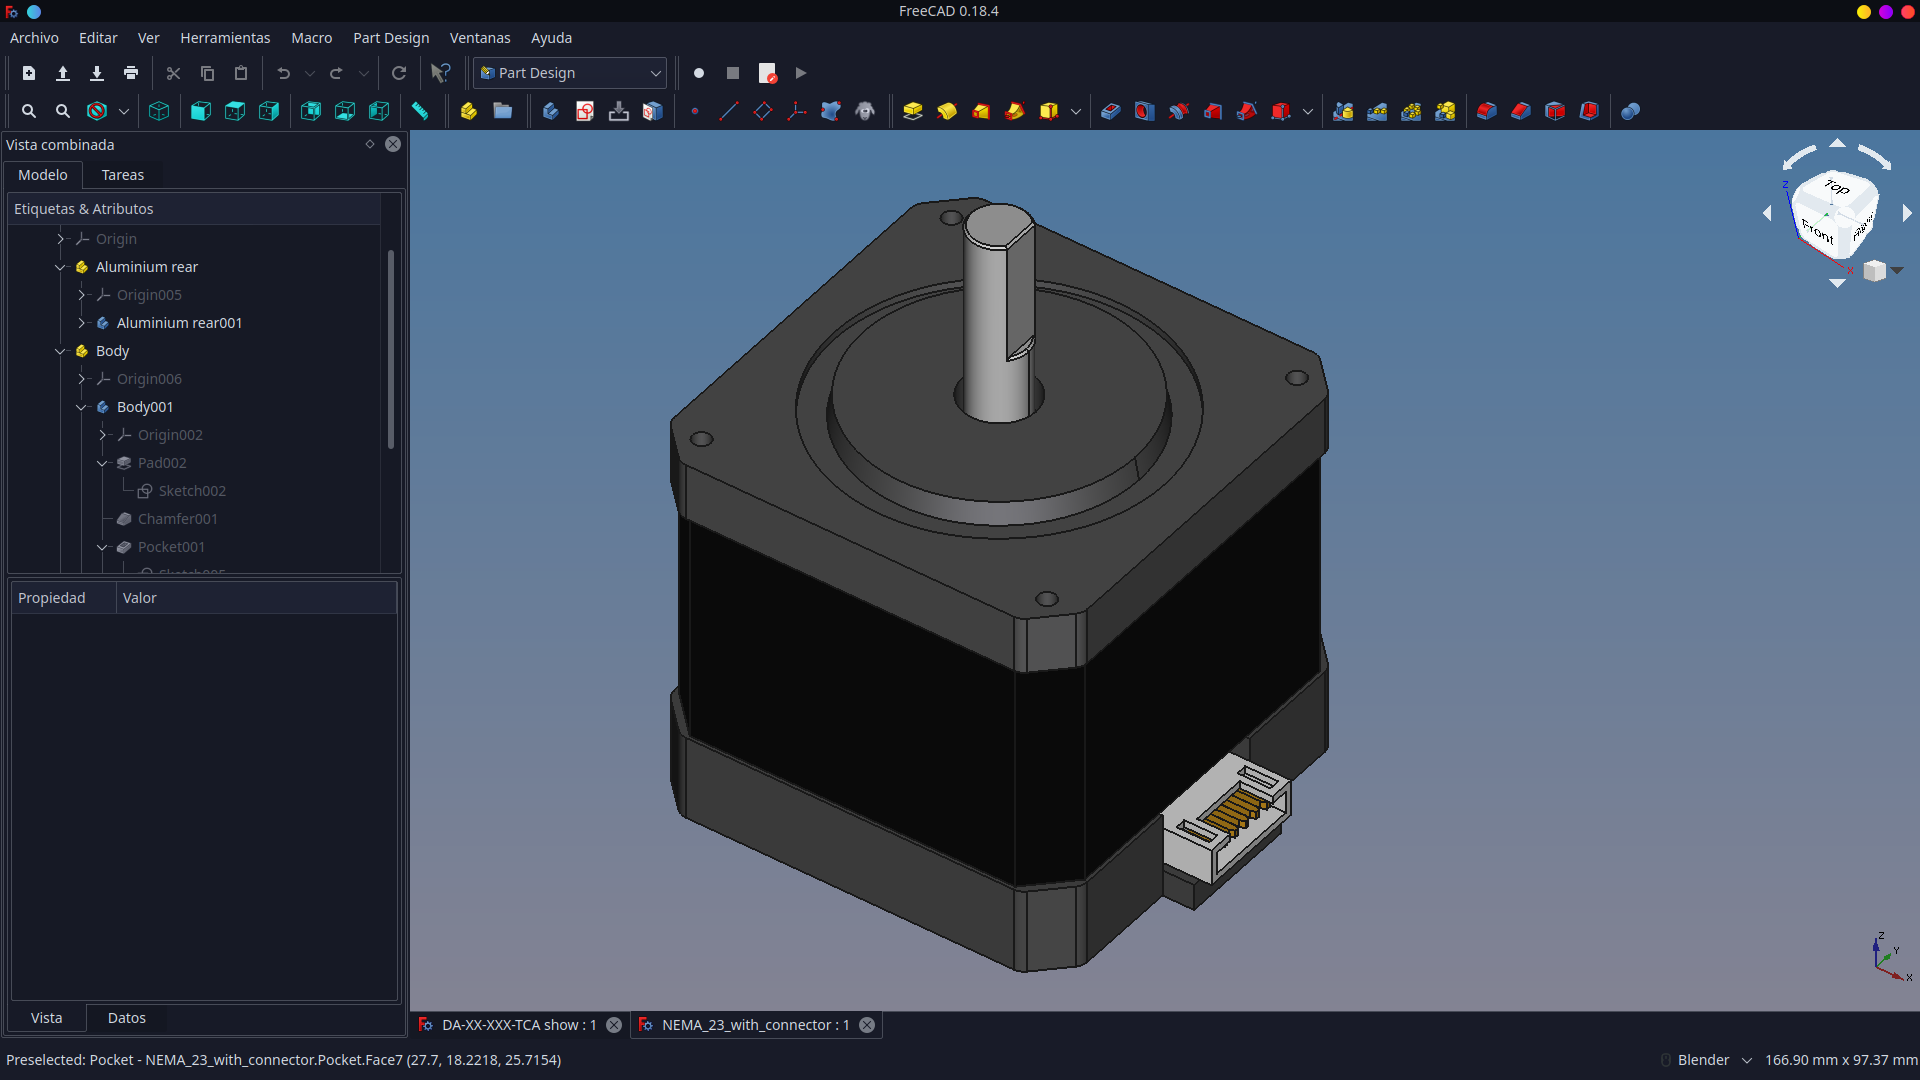 FreeCAD 0.18.4
Archivo Editar Ver Herramientas Macro Part Design Ventanas Ayuda
Part Design
Vista combinada
Modelo Tareas
Etiquetas & Atributos
Origin
Aluminium rear
Origin005
Aluminium rear001
Body
Origin006
Body001
Origin002
Pad002
Sketch002
Chamfer001
Pocket001
Propiedad Valor
Vista Datos
Top
Front
Z
X
Z
Y
X
DA-XX-XXX-TCA show : 1 NEMA_23_with_connector : 1
Preselected: Pocket - NEMA_23_with_connector.Pocket.Face7 (27.7, 18.2218, 25.7154) Blender 166.90 mm x 97.37 mm